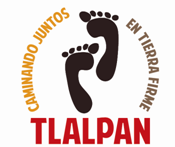 CAMINANDO JUNTOS
EN TIERRA FIRME
TLALPAN